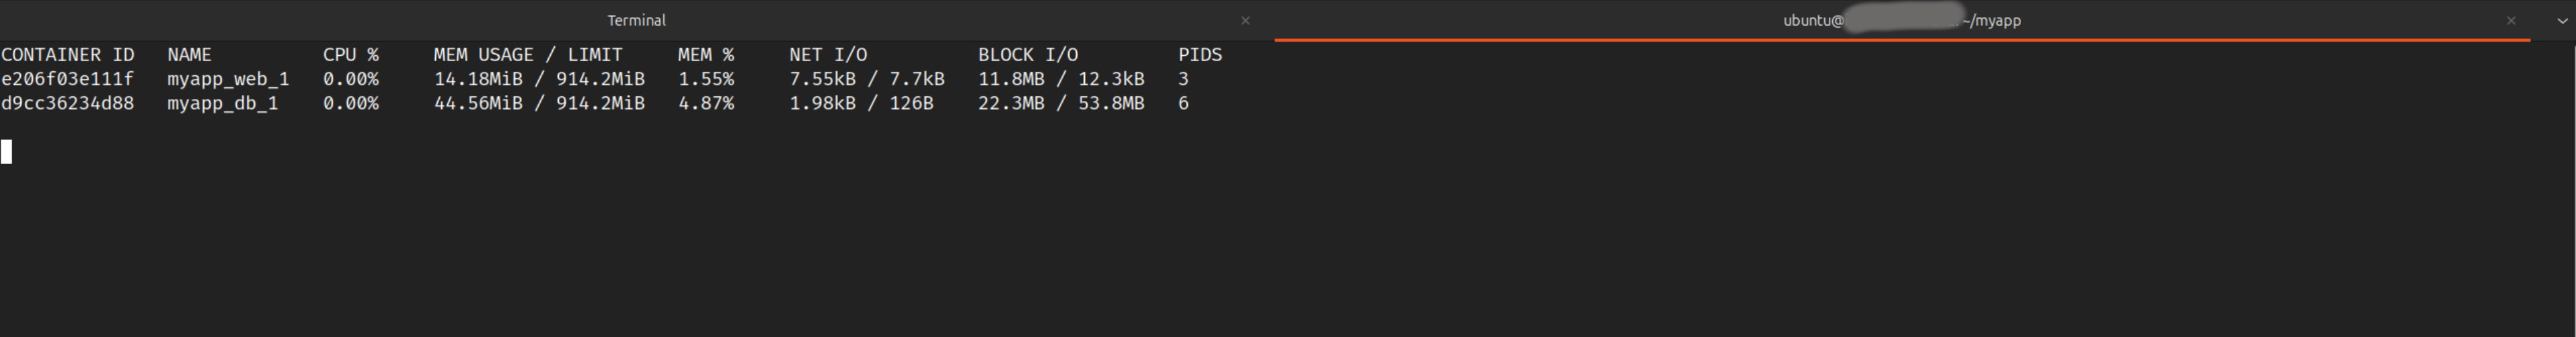 Terminal
ubuntu@ ~/myapp
CONTAINER ID NAME CPU % MEM USAGE / LIMIT MEM % NET I/O BLOCK I/O PIDS
e206f03e111f myapp_web_1 0.00% 14.18MiB / 914.2MiB 1.55% 7.55kB / 7.7kB 11.8MB / 12.3kB 3
d9cc36234d88 myapp_db_1 0.00% 44.56MiB / 914.2MiB 4.87% 1.98kB / 126B 22.3MB / 53.8MB 6